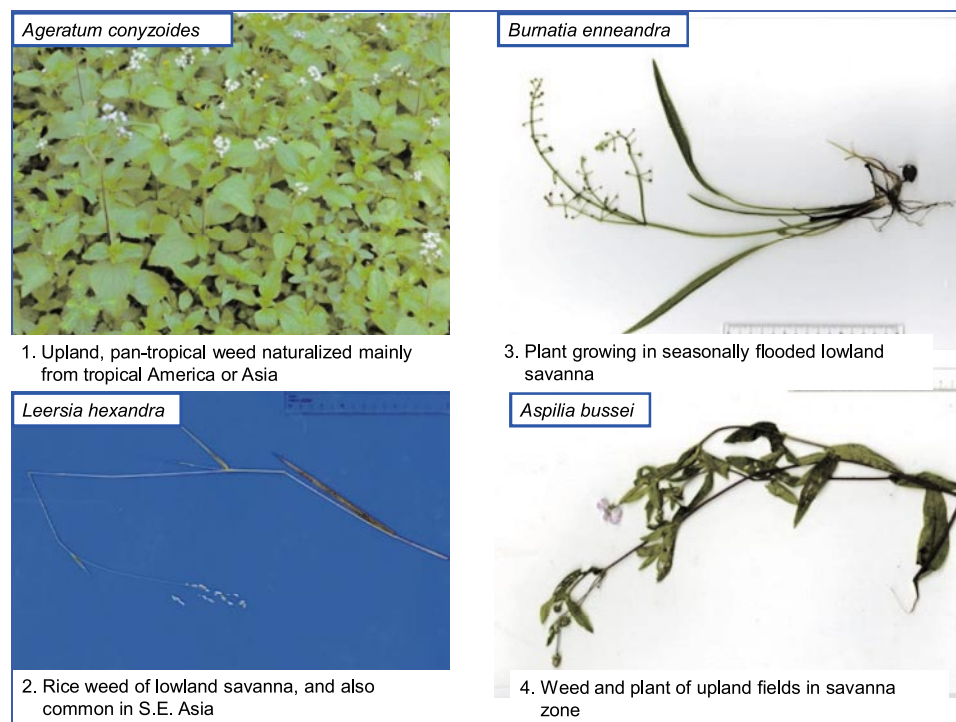 Ageratum conyzoides
1. Upland, pan-tropical weed naturalized mainly
from tropical America or Asia
Leersia hexandra
2. Rice weed of lowland savanna, and also
common in S.E. Asia
Burnatia enneandra
3. Plant growing in seasonally flooded lowland
savanna
Aspilia bussei
4. Weed and plant of upland fields in savanna
zone